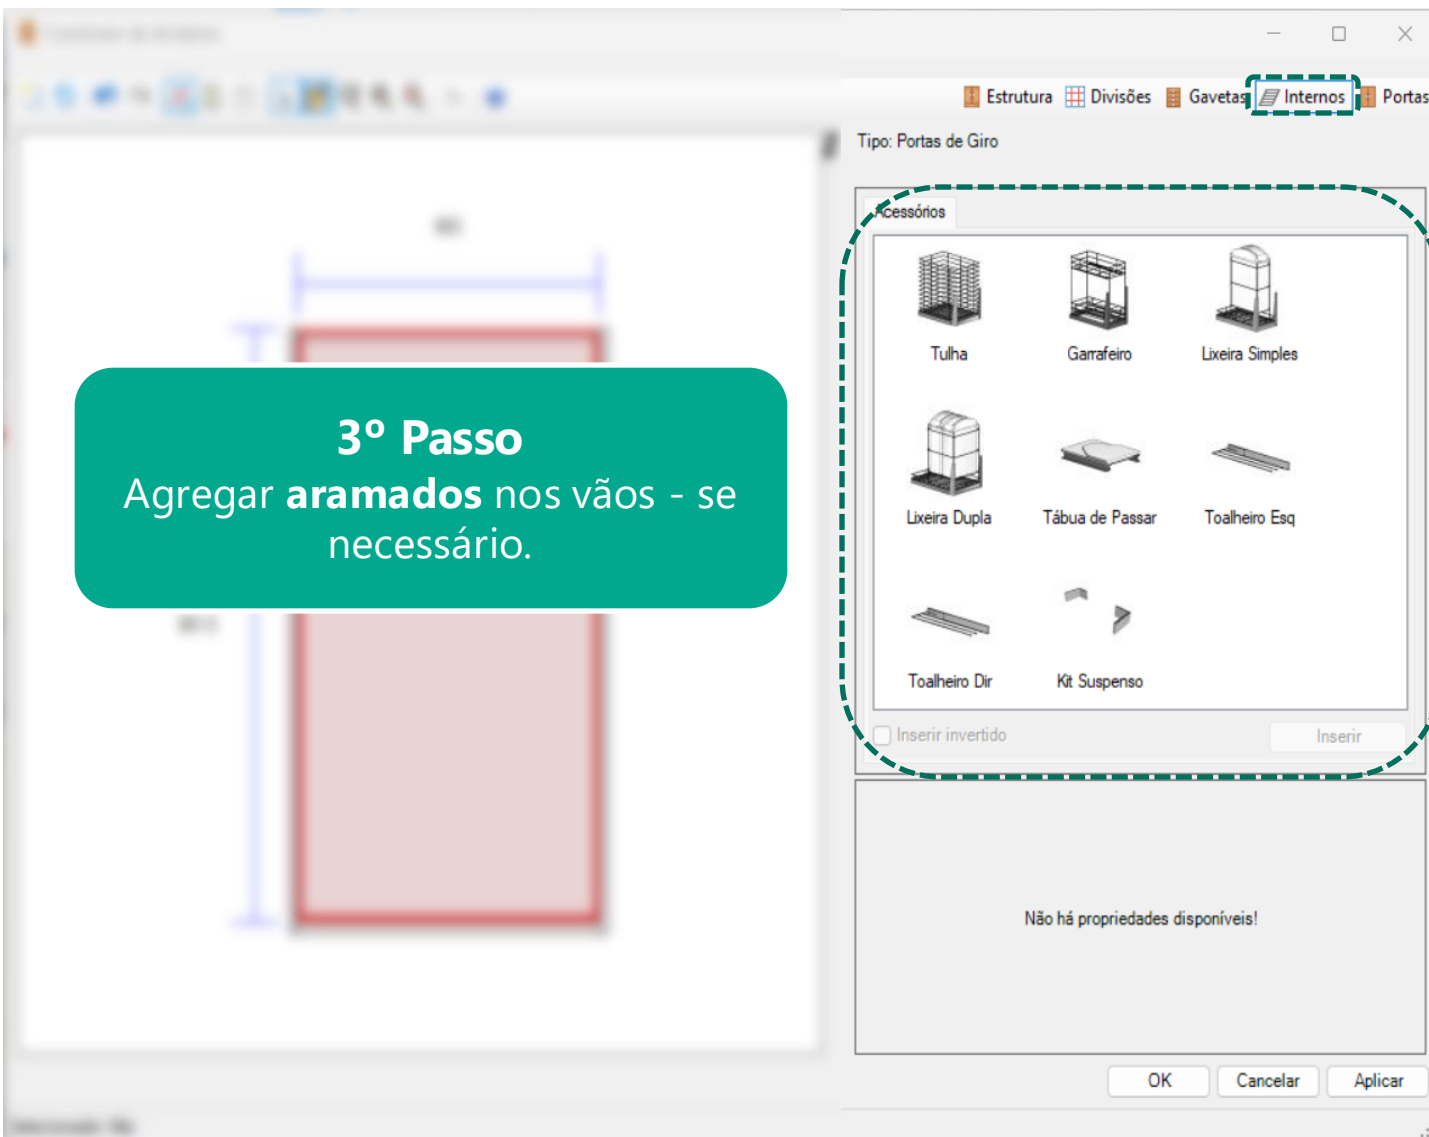 Estrutura Divisões Gavetas Internos Portas
Tipo: Portas de Giro
Acessórios
Tulha Garrafeiro Lixeira Simples
Lixeira Dupla Tábua de Passar Toalheiro Esq
Toalheiro Dir Kit Suspenso
Inserir invertido Inserir
3º Passo
Agregar aramados nos vãos - se
necessário.
Não há propriedades disponíveis!
OK Cancelar Aplicar